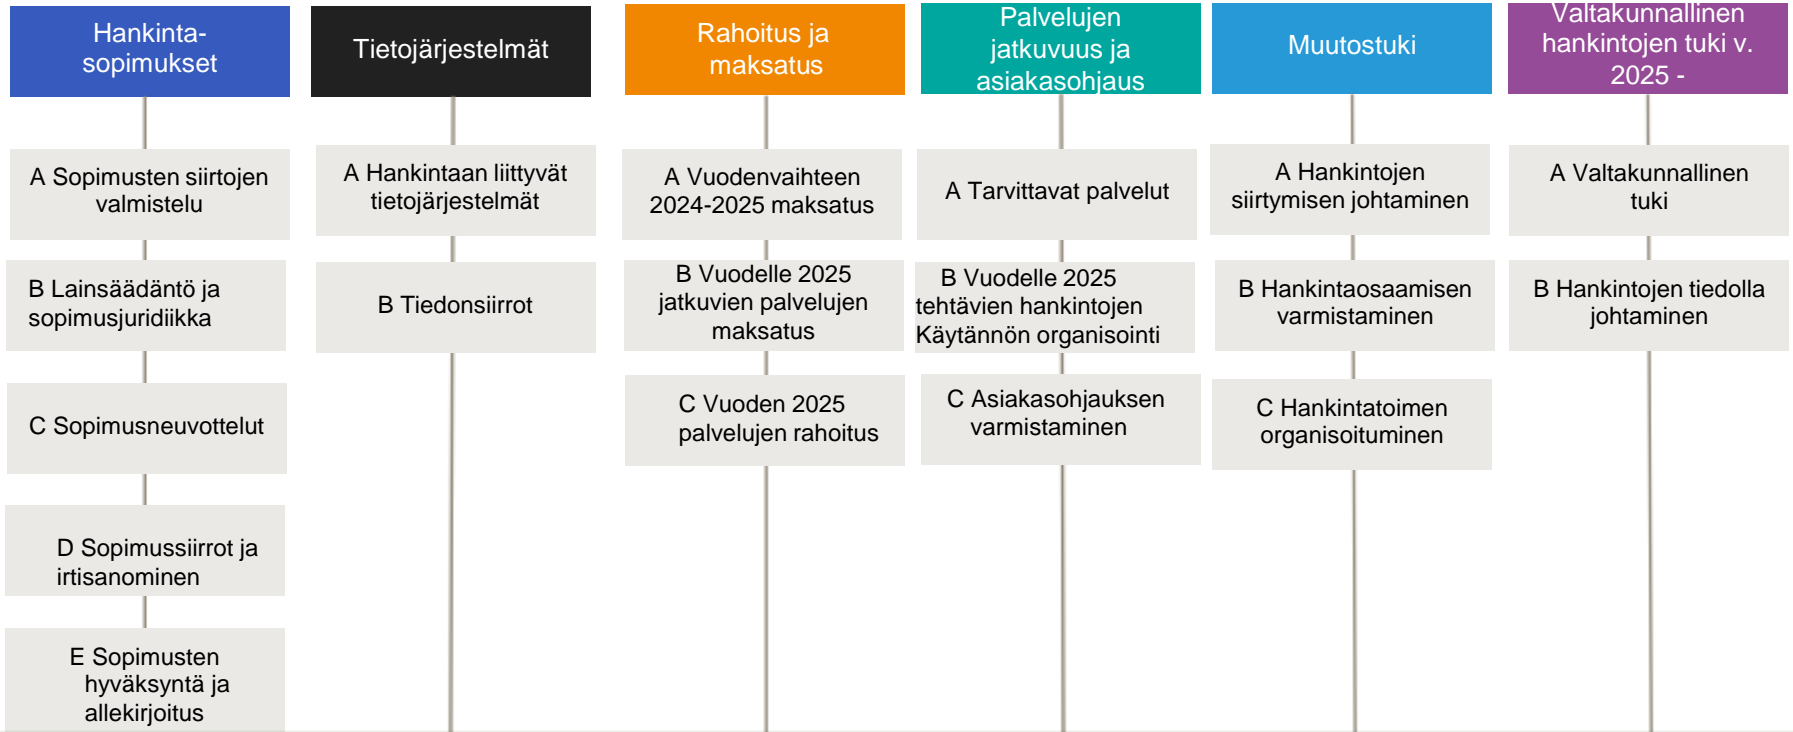 Hankinta-
sopimukset
A Sopimusten siirtojen
valmistelu
B Lainsäädäntö ja
sopimusjuridiikka
C Sopimusneuvottelut
D Sopimussiirrot ja
irtisanominen
E Sopimusten
hyväksyntä ja
allekirjoitus
Tietojärjestelmät
A Hankintaan liittyvät
tietojärjestelmät
B Tiedonsiirrot
Rahoitus ja
maksatus
A Vuodenvaihteen
2024-2025 maksatus
B Vuodelle 2025
jatkuvien palvelujen
maksatus
C Vuoden 2025
palvelujen rahoitus
Palvelujen
jatkuvuus ja
asiakasohjaus
A Tarvittavat palvelut
B Vuodelle 2025
tehtävien hankintojen
Käytännön organisointi
C Asiakasohjauksen
varmistaminen
Muutostuki
A Hankintojen
siirtymisen johtaminen
B Hankintaosaamisen
varmistaminen
C Hankintatoimen
organisoituminen
Valtakunnallinen
hankintojen tuki v.
2025 -
A Valtakunnallinen
tuki
B Hankintojen tiedolla
johtaminen